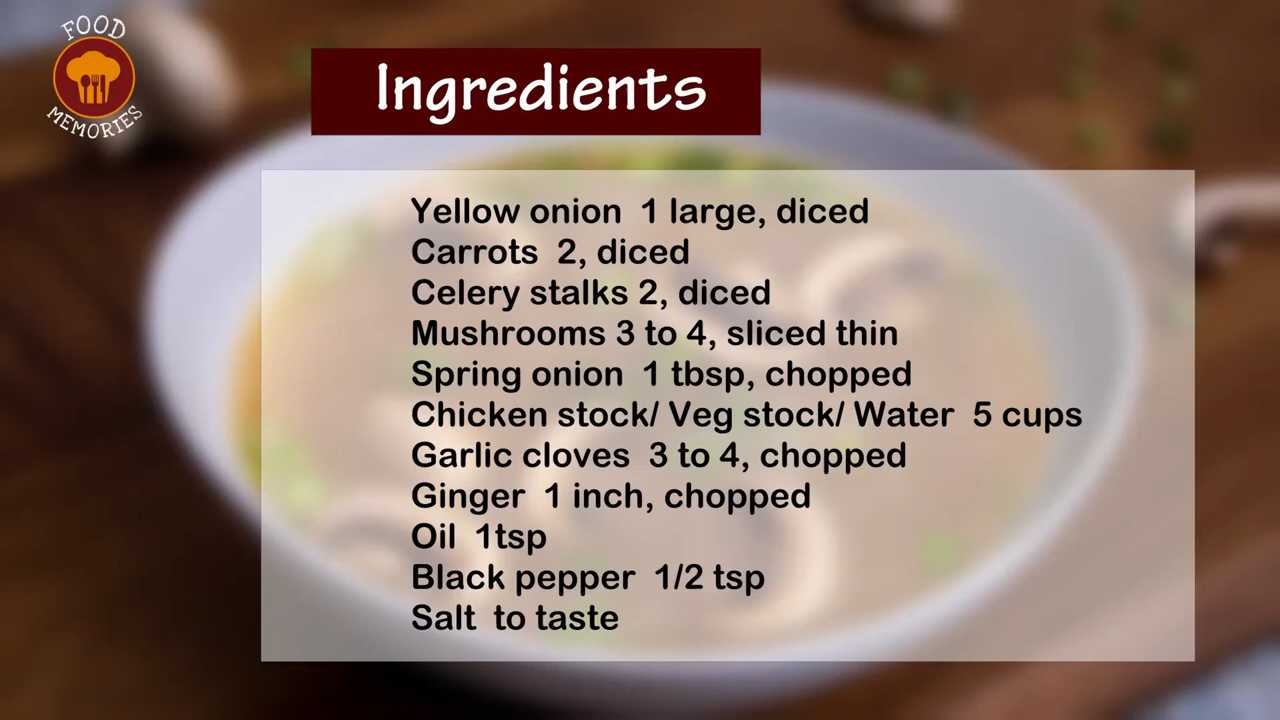 FOOD
MEMORIES
Ingredients
Yellow onion 1 large, diced
Carrots 2, diced
Celery stalks 2, diced
Mushrooms 3 to 4, sliced thin
Spring onion 1 tbsp, chopped
Chicken stock/ Veg stock/ Water 5 cups
Garlic cloves 3 to 4, chopped
Ginger 1 inch, chopped
Oil 1tsp
Black pepper 1/2 tsp
Salt to taste